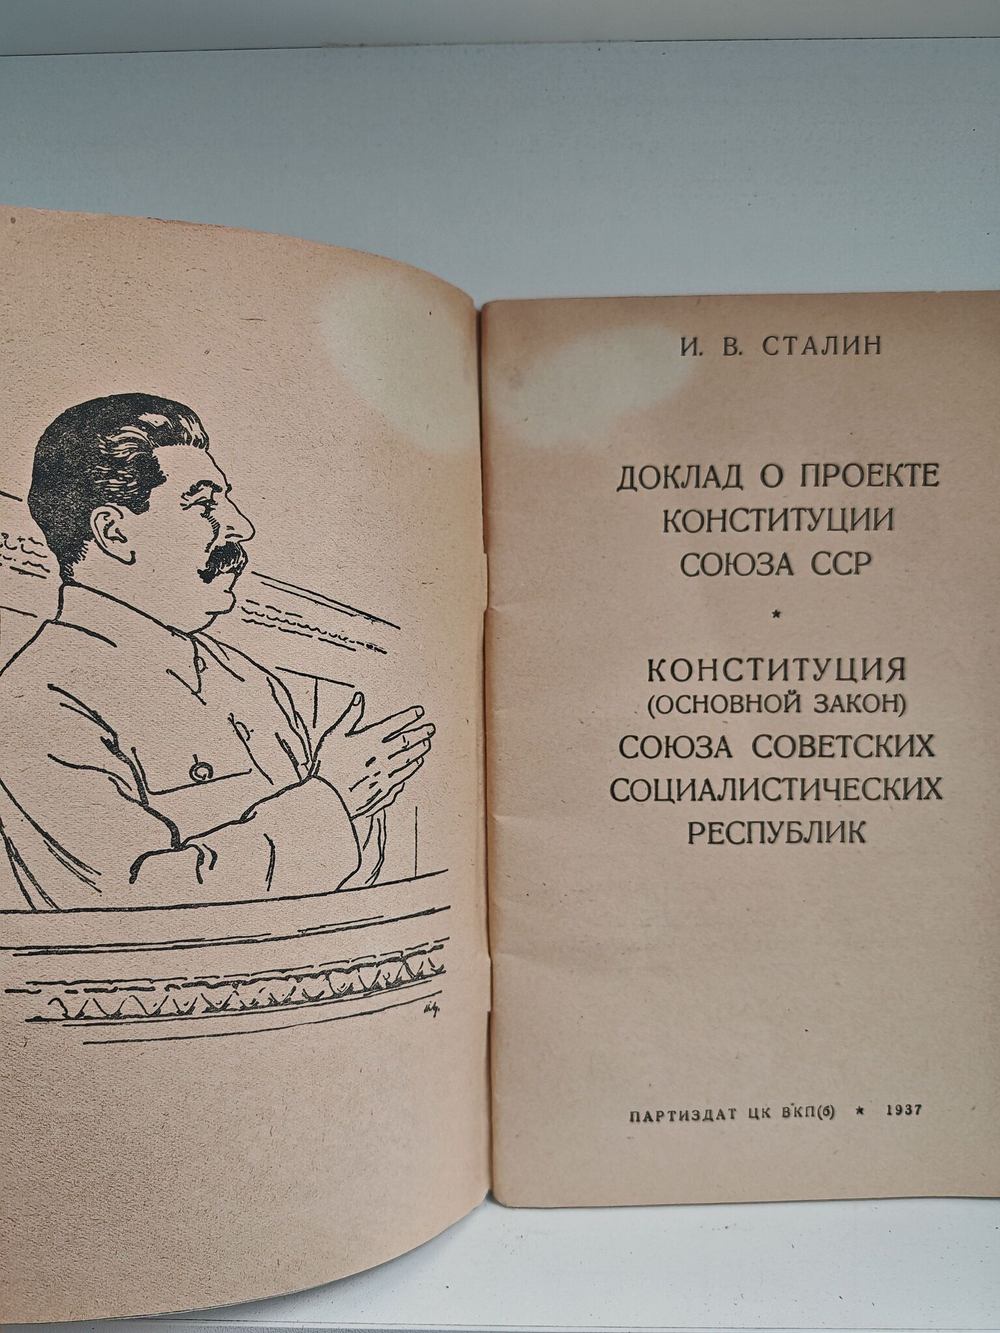 И. В. СТАЛИН
ДОКЛАД О ПРОЕКТЕ
КОНСТИТУЦИИ
СОЮЗА ССР
★
КОНСТИТУЦИЯ
(ОСНОВНОЙ ЗАКОН)
СОЮЗА СОВЕТСКИХ
СОЦИАЛИСТИЧЕСКИХ
РЕСПУБЛИК
ПАРТИЗДАТ ЦК ВКП(б) ★ 1937